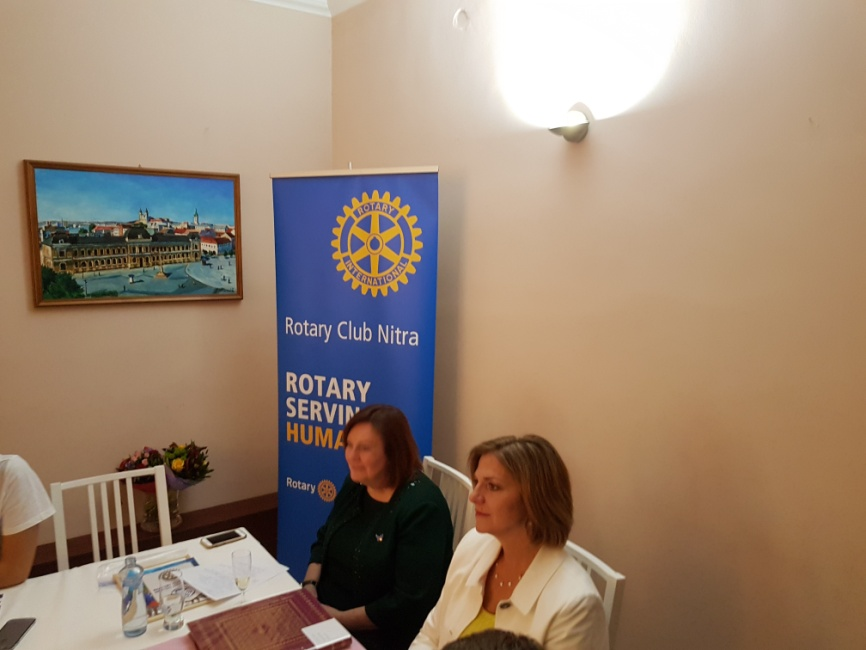 ROTARY
INTERNATIONAL
Rotary Club Nitra
ROTARY
SERVIN
HUMA
Rotary